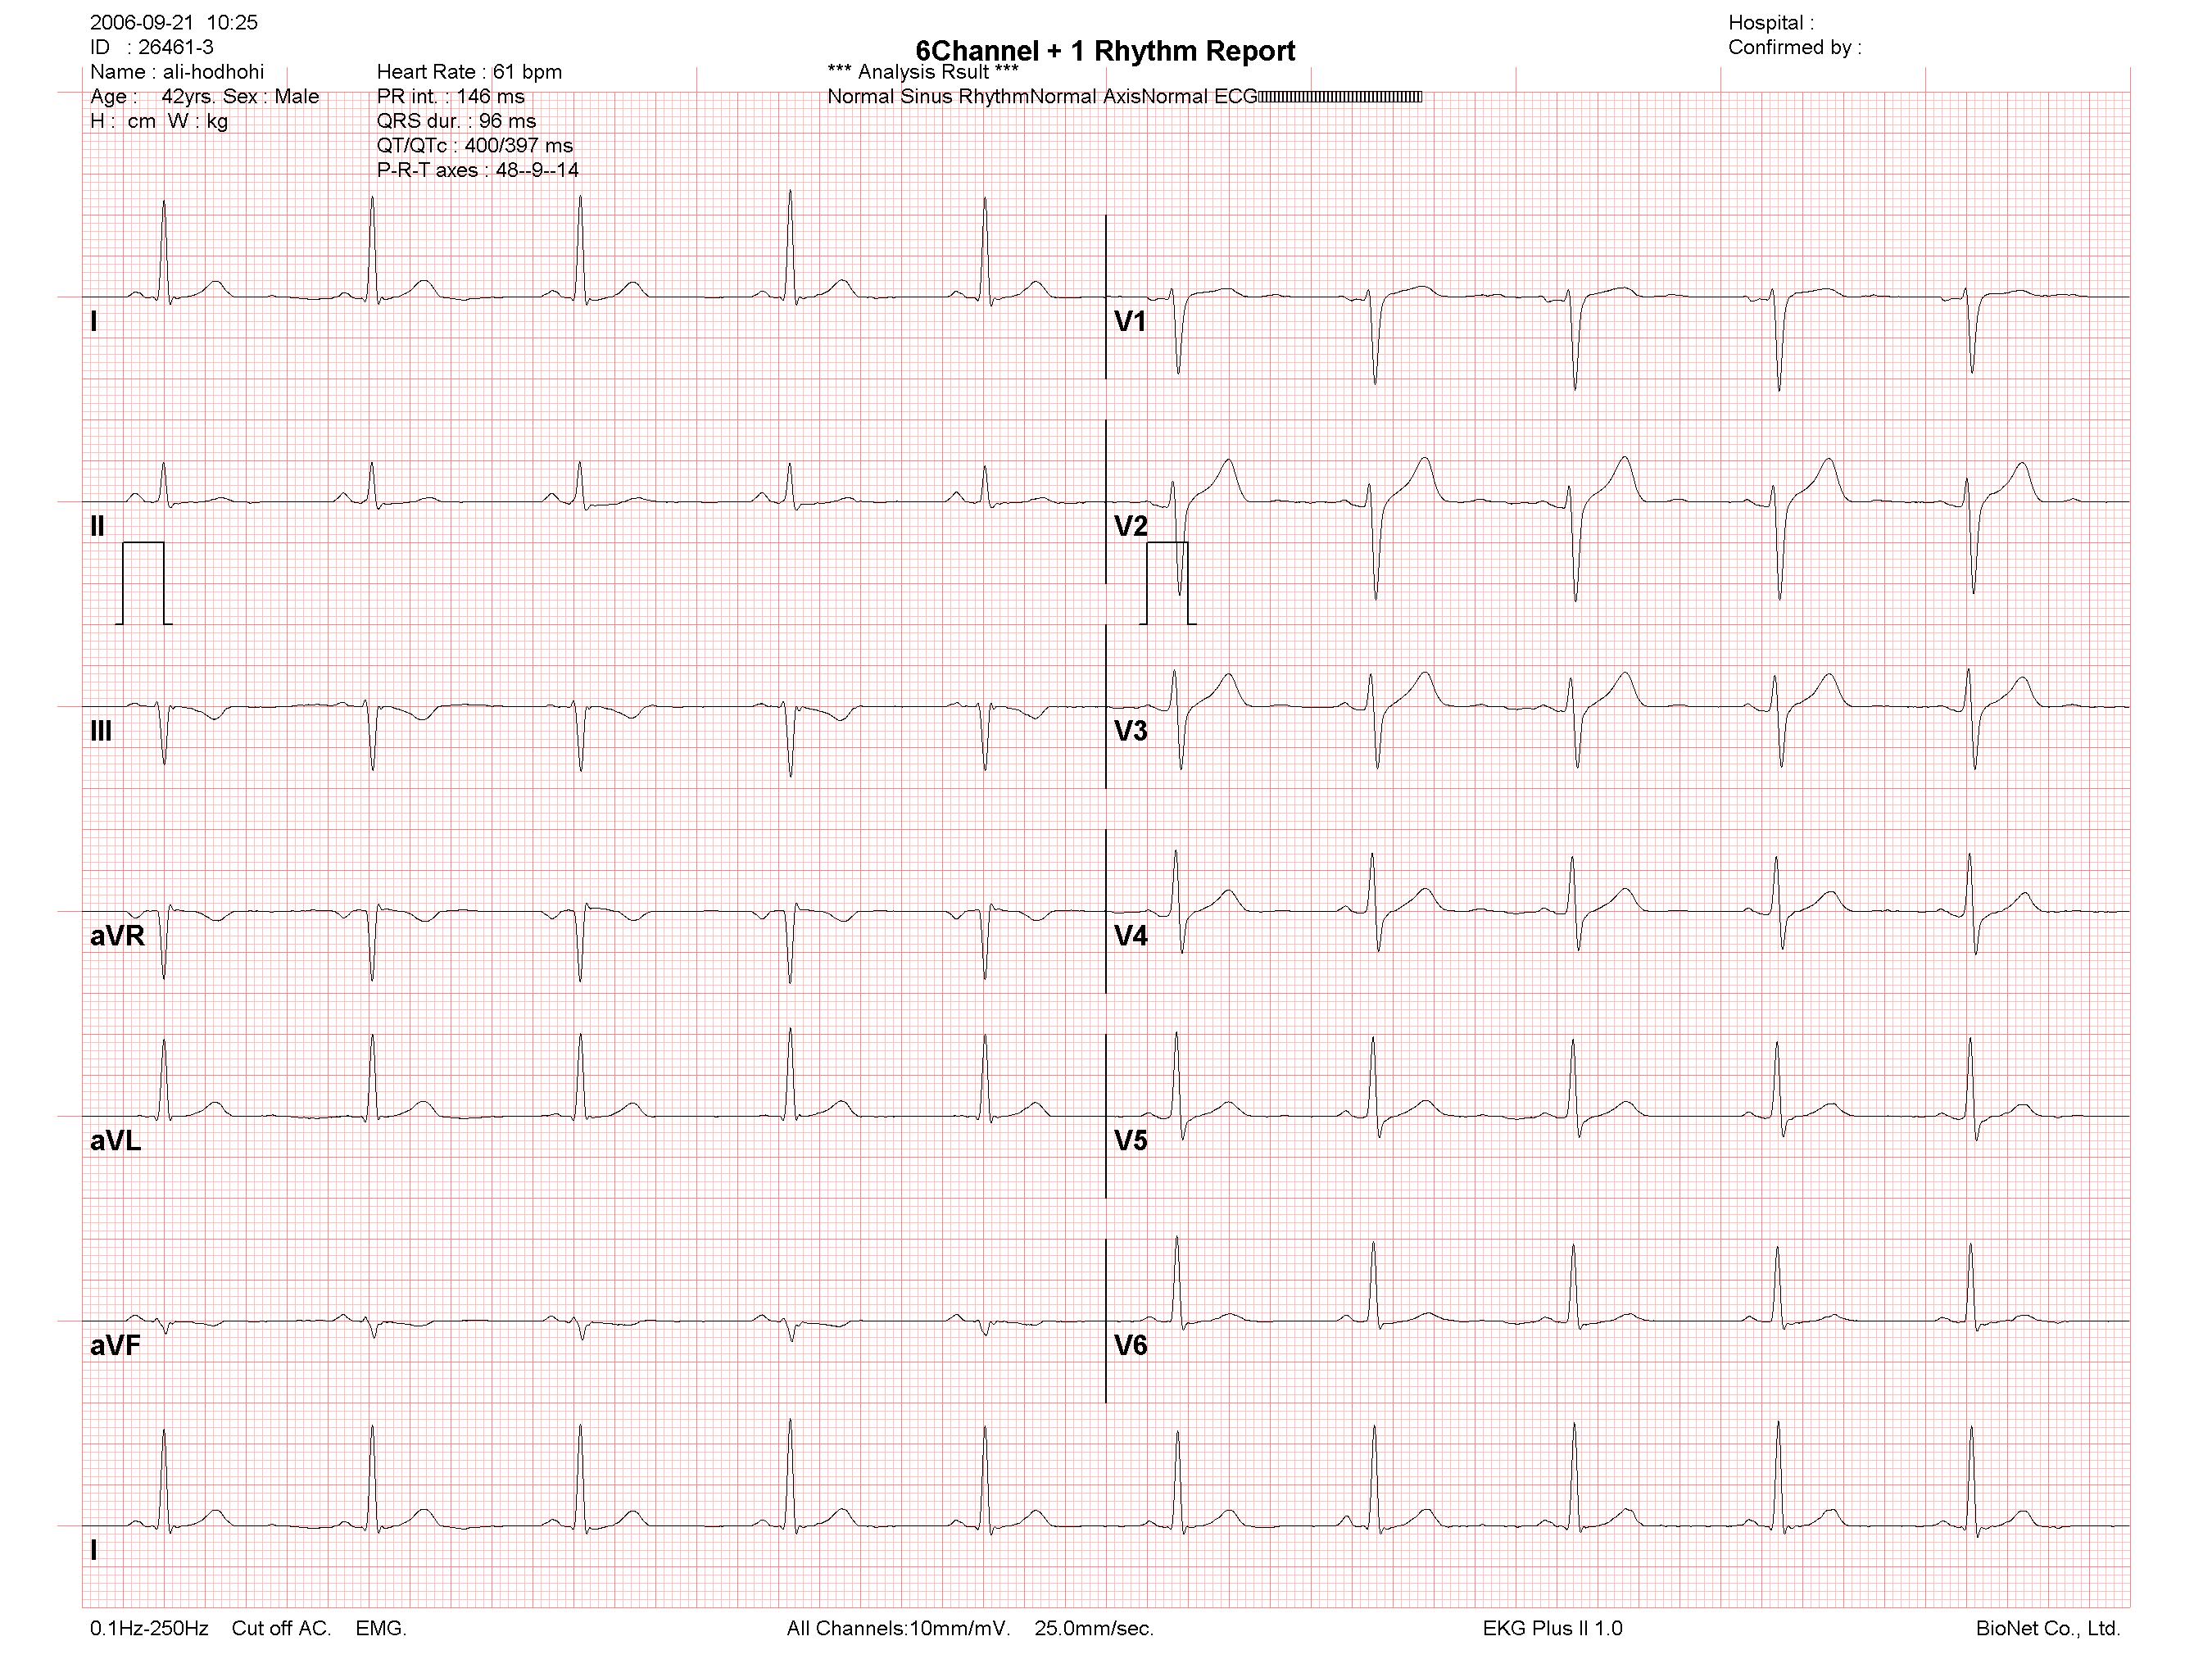 2006-09-21 10:25
ID : 26461-3
Name : ali-hodhohi
Age : 42yrs. Sex : Male
H : cm W : kg
Heart Rate : 61 bpm
PR int. : 146 ms
QRS dur. : 96 ms
QT/QTc : 400/397 ms
P-R-T axes : 48--9--14
6Channel + 1 Rhythm Report
*** Analysis Rsult ***
Normal Sinus RhythmNormal AxisNormal ECG
Hospital :
Confirmed by :
I
V1
II
V2
III
V3
aVR
V4
aVL
V5
aVF
V6
I
0.1Hz-250Hz Cut off AC. EMG. All Channels:10mm/mV. 25.0mm/sec. EKG Plus II 1.0 BioNet Co., Ltd.